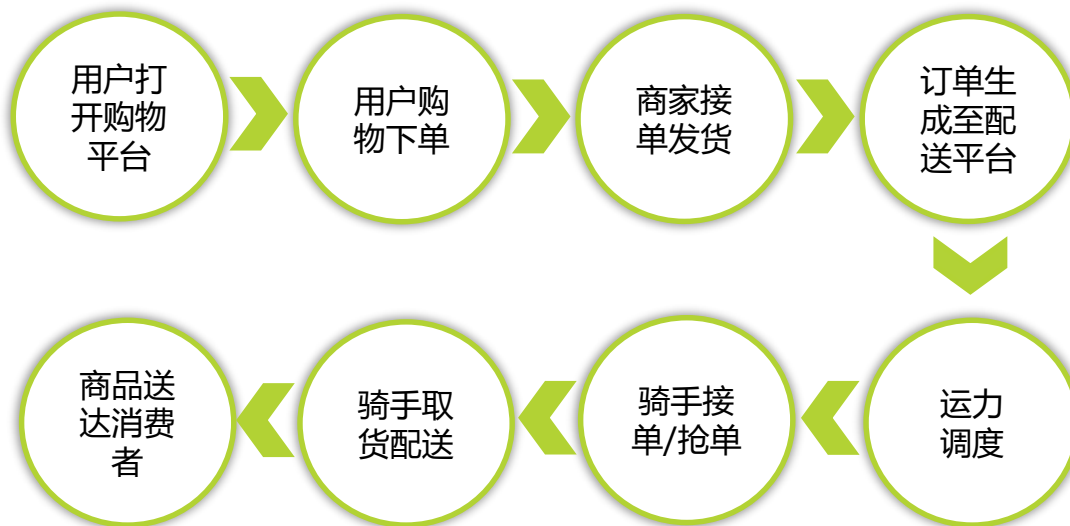 用户打
开购物
平台
用户购
物下单
商家接
单发货
订单生
成至配
送平台
运力
调度
骑手接
单/抢单
骑手取
货配送
商品送
达消费
者